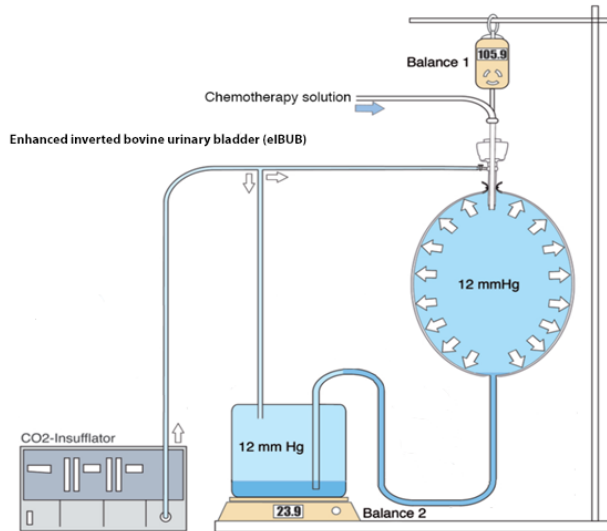 105.9
Balance 1
Chemotherapy solution
Enhanced inverted bovine urinary bladder (eIBUB)
12 mmHg
CO2-Insufflator
12 mm Hg
23.9
Balance 2